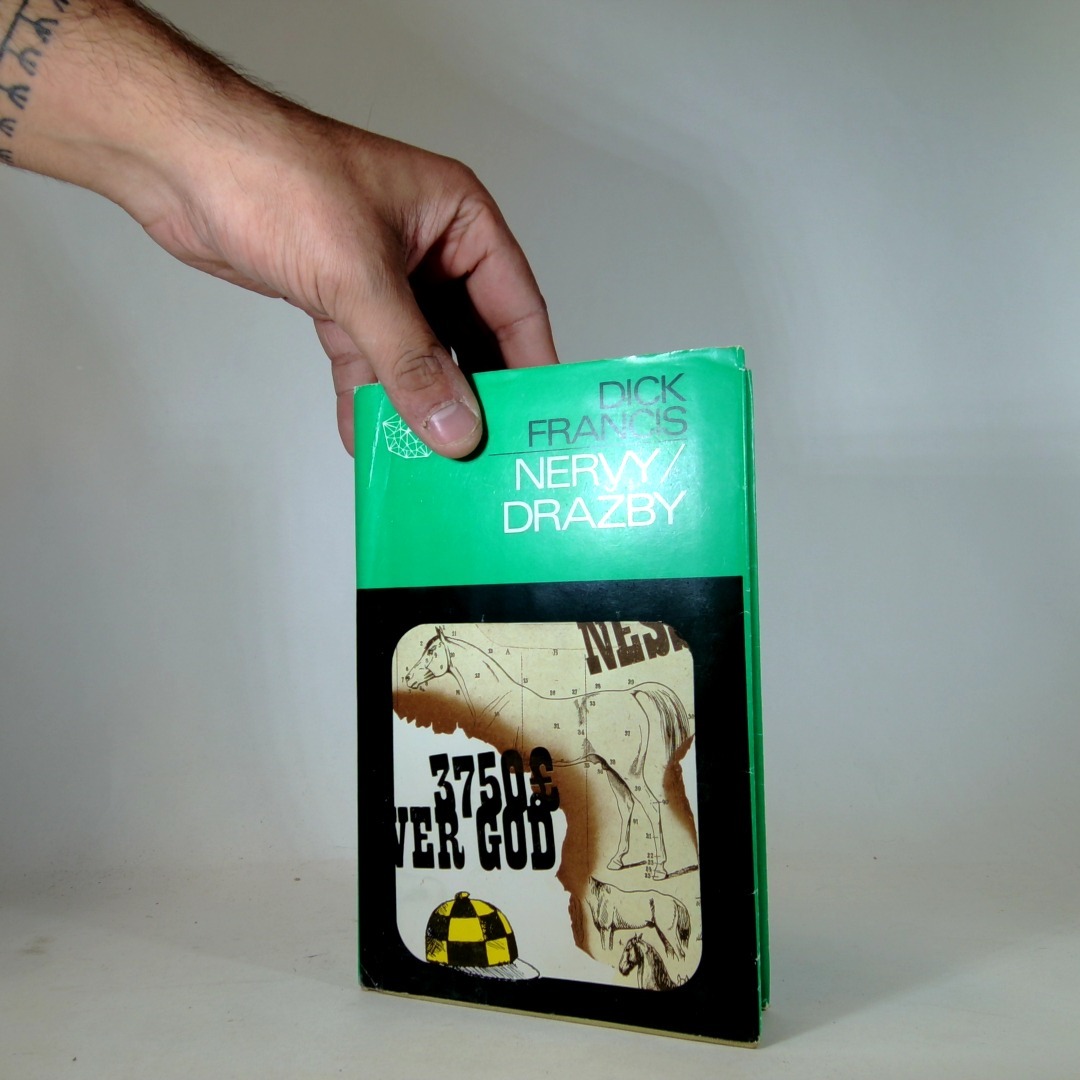 DICK
FRANCIS
NERVY/
DRAŽBY
NES
3750£
VER GOD